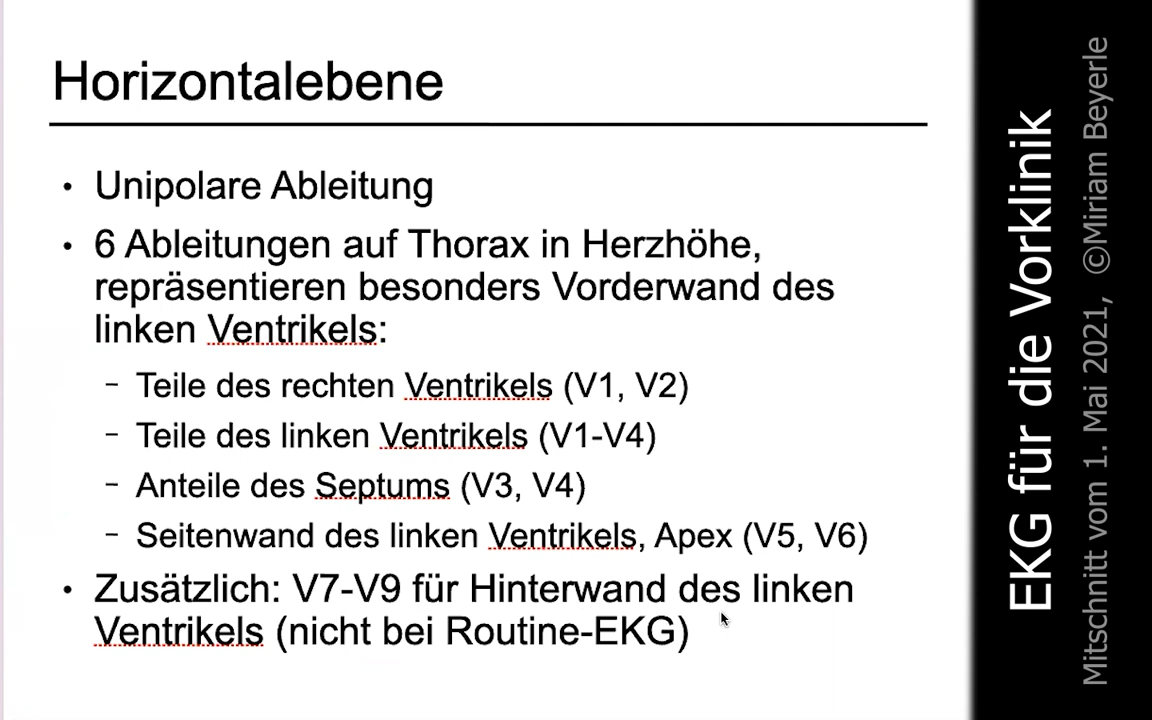 Horizontalebene
• Unipolare Ableitung
• 6 Ableitungen auf Thorax in Herzhöhe,
repräsentieren besonders Vorderwand des
linken Ventrikels:
– Teile des rechten Ventrikels (V1, V2)
– Teile des linken Ventrikels (V1-V4)
– Anteile des Septums (V3, V4)
– Seitenwand des linken Ventrikels, Apex (V5, V6)
• Zusätzlich: V7-V9 für Hinterwand des linken
Ventrikels (nicht bei Routine-EKG)
EKG für die Vorklinik
Mitschnitt vom 1. Mai 2021, ©Miriam Beyerle